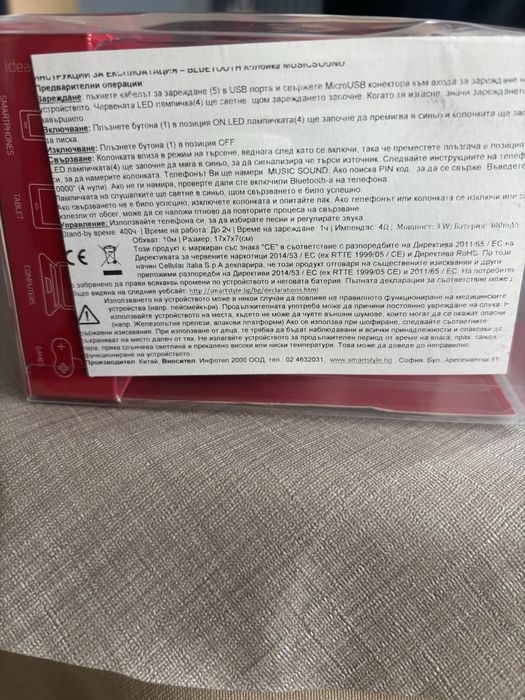 idea
SMARTPHONES
TABLET
COMPUTERS
GAMES
ИНСТРУКЦИИ ЗА ЕКСПЛОАТАЦИЯ – BLUETOOTH Колонка MUSICSOUND
Предварителни операции:
Зареждане: пъхнете кабелът за зареждане (5) в USB порта и свържете MicroUSB конектора към входа за зареждане
устройството. Червената LED лампичка(4) ще светне щом зареждането започне. Когато тя изгасне, значи зареждането
завършило.
Включване: Плъзнете бутона (1) в позиция ON.LED лампичката(4) ще започне да премигва в синьо и колонката ще
да писка.
Изключване: Плъзнете бутона (1) в позиция OFF.
Свързване: Колонката влиза в режим на търсене, веднага след като се включи, така че преместете плъзгача в позиция
LED лампичката (4) ще започне да мига в синьо, за да сигнализира че търси източник. Следвайте инструкциите на
си, за да намерите колонката. Телефонът Ви ще намери MUSIC SOUND. Ако поиска PIN код, за да се свърже. Въведете
0000" (4 нули). Ако не ги намира, проверете дали сте включили Bluetooth-а на телефона.
Лампичката на слушалките ще светне в синьо, щом свързването е било успешно.
Ако свързването не е било успешно, изключете колонката и опитайте пак. Ако телефонът или колонката се изключи или
излезли от обсег, може да се наложи отново да повторите процеса на свързване.
Управление: Използвайте телефона си, за да избирате песни и регулирате звука.
Stand-by време: 400ч | Време на работа: До 2ч | Време на зареждане: 1ч | Импенданс: 4Ω ; Мощност: 3 W; Батерия: 300mAh
Обхват: 10м | Размер: 17x7x7(см)
Този продукт е маркиран със знака "CE" в съответствие с разпоредбите на Директива 2011/65 / ЕС на
Директивата за червените наркотици 2014/53 / ЕС (ex RTTE 1999/05 / CE) и Директива RoHS. По този
начин Cellular Italia S.p.A декларира, че този продукт отговаря на съществените изисквания и други
приложими разпоредби на Директива 2014/53 / ЕС (ex RTTE 1999/05 CE) и 2011/65 / ЕС. На потребителя
е забранено да прави всякакви промени по устройството и неговата батерия. Пълната декларация за съответствие може
бъде видяна на следния уебсайт: http://smartstyle.bg/bg/declarations.html
Използването на устройството може в някои случаи да повлияе на правилното функциониране на медицинските
устройства (напр. пейсмейкъри). Продължителната употреба може да причини постоянно увреждане на слуха.
използвайте устройството на места, където не може да чувате външни шумове, които могат да се окажат опасни
(напр. Железопътни прелези, влакови платформи) Ако се използва при шофиране, следвайте съответните
държавни изисквания. При използване от деца, те трябва да бъдат наблюдавани и всички принадлежности и опаковки да
съхраняват на място далеч от тях. Не излагайте устройството за продължителен период от време на влага, прах, сажди,
пара, пряка слънчева светлина и прекалено високи или ниски температури. Това може да доведе до неправилно
функциониране на устройството.
Производител: Китай. Вносител: Инфотел 2000 ООД, тел.: 02 4632031, www.smartstyle.bg , София, Бул. Арсеналски 11